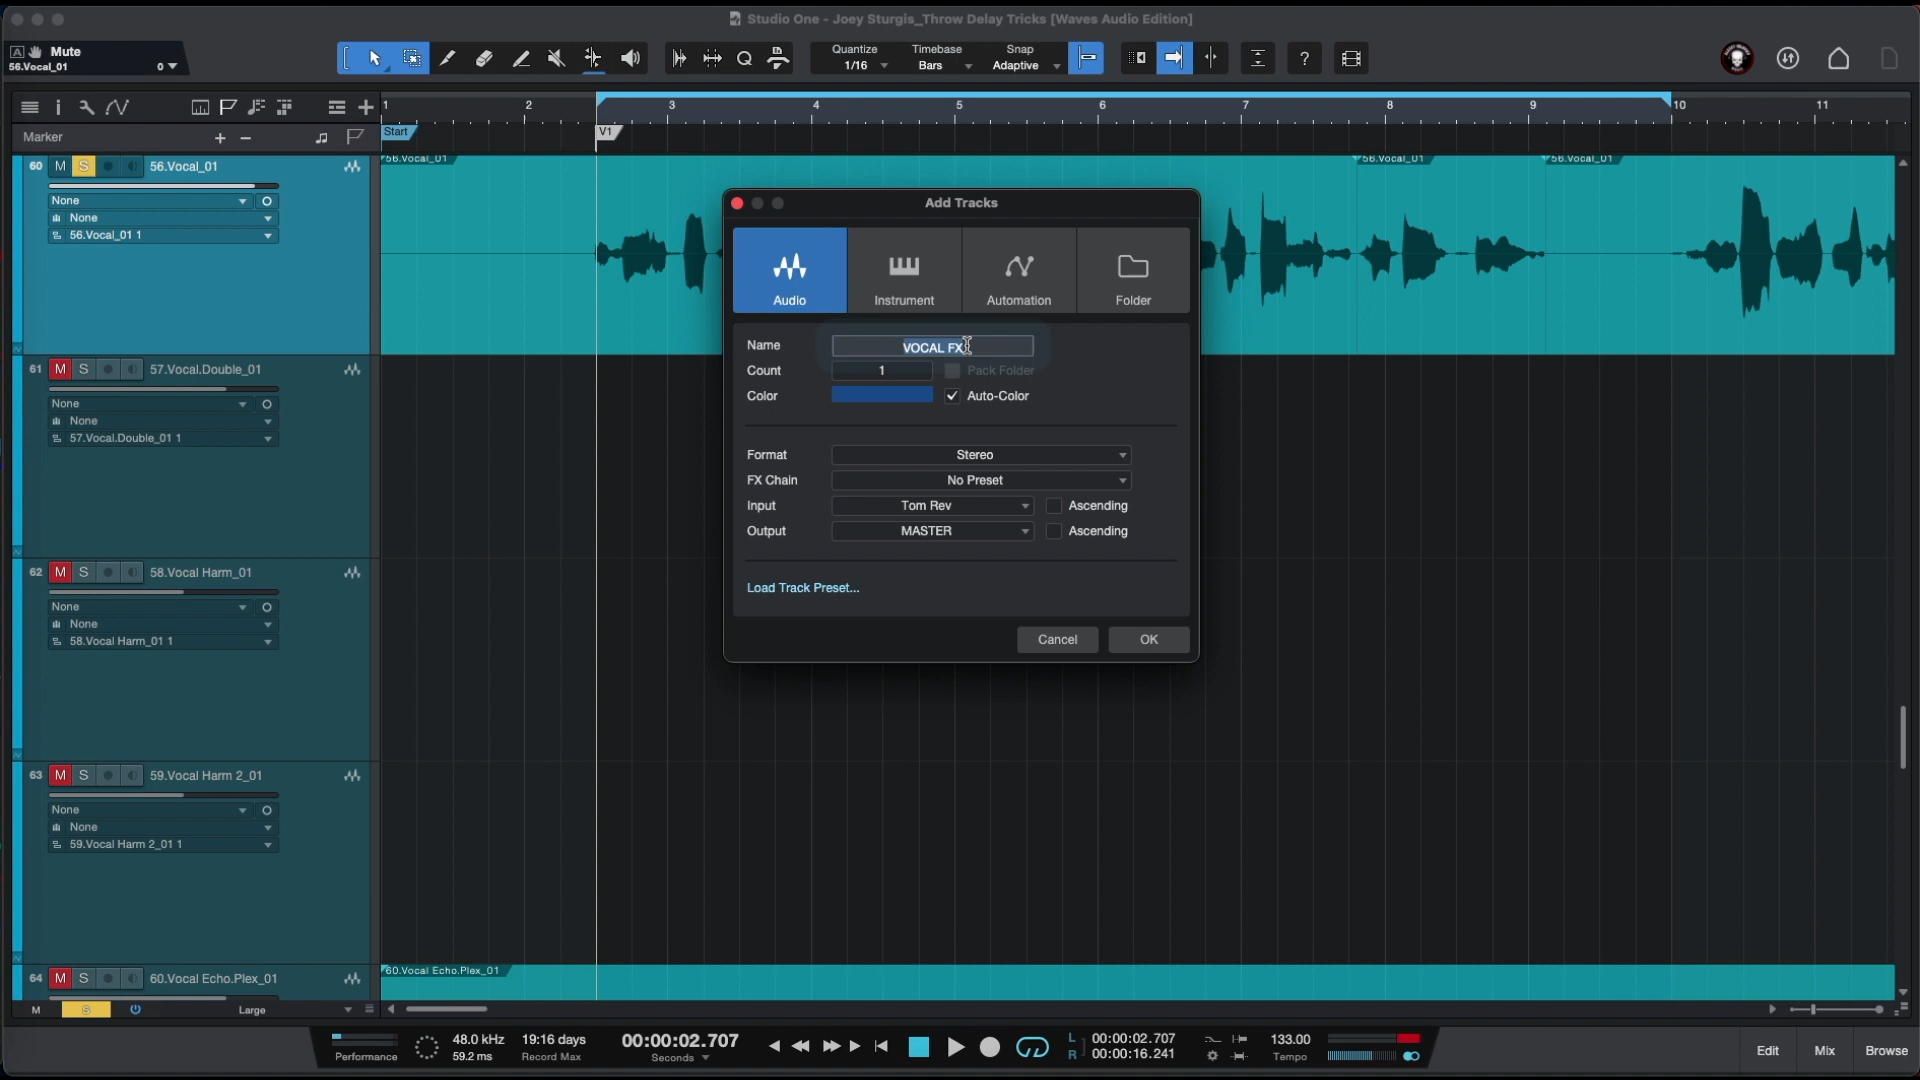 Studio One - Joey Sturgis_Throw Delay Tricks [Waves Audio Edition]
A Mute
56.Vocal_01 0
Quantize Timebase Snap
1/16 Bars Adaptive
?
1 2 3 4 5 6 7 8 9 10 11
Marker + -
Start V1
60 M S 56.Vocal_01
None
None
56.Vocal_01 1
56.Vocal_01 56.Vocal_01 56.Vocal_01
61 M S 57.Vocal.Double_01
None
None
57.Vocal.Double_01 1
62 M S 58.Vocal Harm_01
None
None
58.Vocal Harm_01 1
63 M S 59.Vocal Harm 2_01
None
None
59.Vocal Harm 2_01 1
64 M S 60.Vocal Echo.Plex_01
60.Vocal Echo.Plex_01
M S Large
Add Tracks
Audio Instrument Automation Folder
Name VOCAL FX
Count 1 Pack Folder
Color Auto-Color
Format Stereo
FX Chain No Preset
Input Tom Rev Ascending
Output MASTER Ascending
Load Track Preset...
Cancel OK
Performance
48.0 kHz
59.2 ms
19:16 days
Record Max
00:00:02.707
Seconds
L 00:00:02.707
R 00:00:16.241
133.00
Tempo
Edit Mix Browse